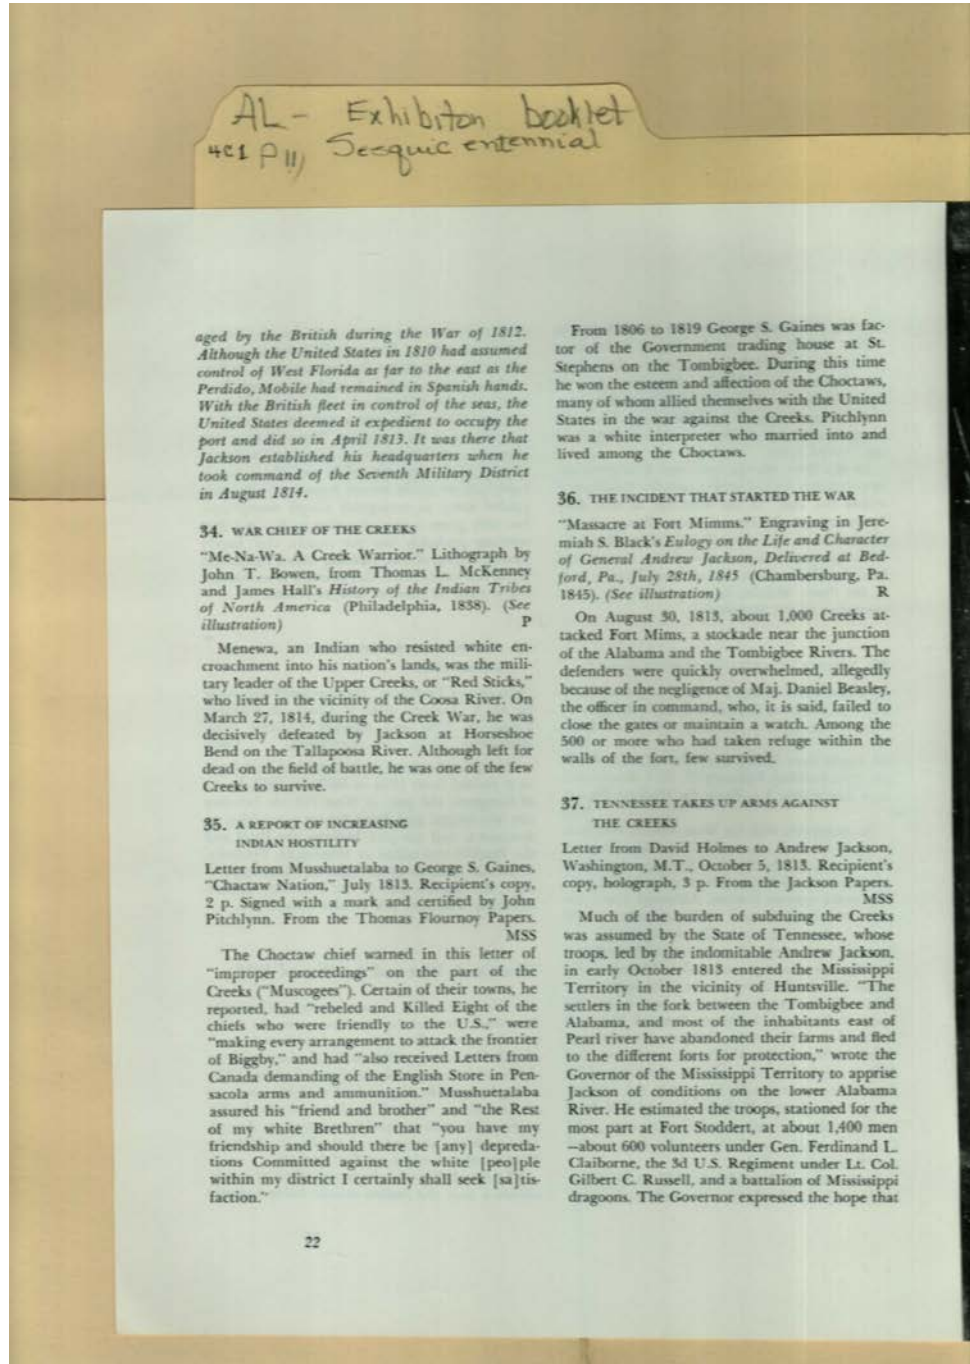 AL - Exhibiton booklet
4C1 P 11, Sesquicentennial
aged by the British during the War of 1812.
Although the United States in 1810 had assumed
control of West Florida as far to the east as the
Perdido, Mobile had remained in Spanish hands.
With the British fleet in control of the seas, the
United States deemed it expedient to occupy the
port and did so in April 1813. It was there that
Jackson established his headquarters when he
took command of the Seventh Military District
in August 1814.
34. WAR CHIEF OF THE CREEKS
"Me-Na-Wa. A Creek Warrior." Lithograph by
John T. Bowen, from Thomas L. McKenney
and James Hall's History of the Indian Tribes
of North America (Philadelphia, 1838). (See
illustration) P
Menewa, an Indian who resisted white en-
croachment into his nation's lands, was the mili-
tary leader of the Upper Creeks, or "Red Sticks,"
who lived in the vicinity of the Coosa River. On
March 27, 1814, during the Creek War, he was
decisively defeated by Jackson at Horseshoe
Bend on the Tallapoosa River. Although left for
dead on the field of battle, he was one of the few
Creeks to survive.
35. A REPORT OF INCREASING
INDIAN HOSTILITY
Letter from Musshuetalaba to George S. Gaines,
"Chactaw Nation," July 1813. Recipient's copy,
2 p. Signed with a mark and certified by John
Pitchlynn. From the Thomas Flournoy Papers.
MSS
The Choctaw chief warned in this letter of
"improper proceedings" on the part of the
Creeks ("Muscogees"). Certain of their towns, he
reported, had "rebeled and Killed Eight of the
chiefs who were friendly to the U.S.," were
"making every arrangement to attack the frontier
of Biggby," and had "also received Letters from
Canada demanding of the English Store in Pen-
sacola arms and ammunition." Musshuetalaba
assured his "friend and brother" and "the Rest
of my white Brethren" that "you have my
friendship and should there be [any] depreda-
tions Committed against the white [peo]ple
within my district I certainly shall seek [sa]tis-
faction."
22
From 1806 to 1819 George S. Gaines was fac-
tor of the Government trading house at St.
Stephens on the Tombigbee. During this time
he won the esteem and affection of the Choctaws,
many of whom allied themselves with the United
States in the war against the Creeks. Pitchlynn
was a white interpreter who married into and
lived among the Choctaws.
36. THE INCIDENT THAT STARTED THE WAR
"Massacre at Fort Mimms." Engraving in Jere-
miah S. Black's Eulogy on the Life and Character
of General Andrew Jackson, Delivered at Bed-
ford, Pa., July 28th, 1845 (Chambersburg, Pa.
1845). (See illustration) R
On August 30, 1813, about 1,000 Creeks at-
tacked Fort Mims, a stockade near the junction
of the Alabama and the Tombigbee Rivers. The
defenders were quickly overwhelmed, allegedly
because of the negligence of Maj. Daniel Beasley,
the officer in command, who, it is said, failed to
close the gates or maintain a watch. Among the
500 or more who had taken refuge within the
walls of the fort, few survived.
37. TENNESSEE TAKES UP ARMS AGAINST
THE CREEKS
Letter from David Holmes to Andrew Jackson,
Washington, M.T., October 5, 1813. Recipient's
copy, holograph, 3 p. From the Jackson Papers.
MSS
Much of the burden of subduing the Creeks
was assumed by the State of Tennessee, whose
troops, led by the indomitable Andrew Jackson,
in early October 1813 entered the Mississippi
Territory in the vicinity of Huntsville. "The
settlers in the fork between the Tombigbee and
Alabama, and most of the inhabitants east of
Pearl river have abandoned their farms and fled
to the different forts for protection," wrote the
Governor of the Mississippi Territory to apprise
Jackson of conditions on the lower Alabama
River. He estimated the troops, stationed for the
most part at Fort Stoddert, at about 1,400 men
—about 600 volunteers under Gen. Ferdinand L.
Claiborne, the 3d U.S. Regiment under Lt. Col.
Gilbert C. Russell, and a battalion of Mississippi
dragoons. The Governor expressed the hope that